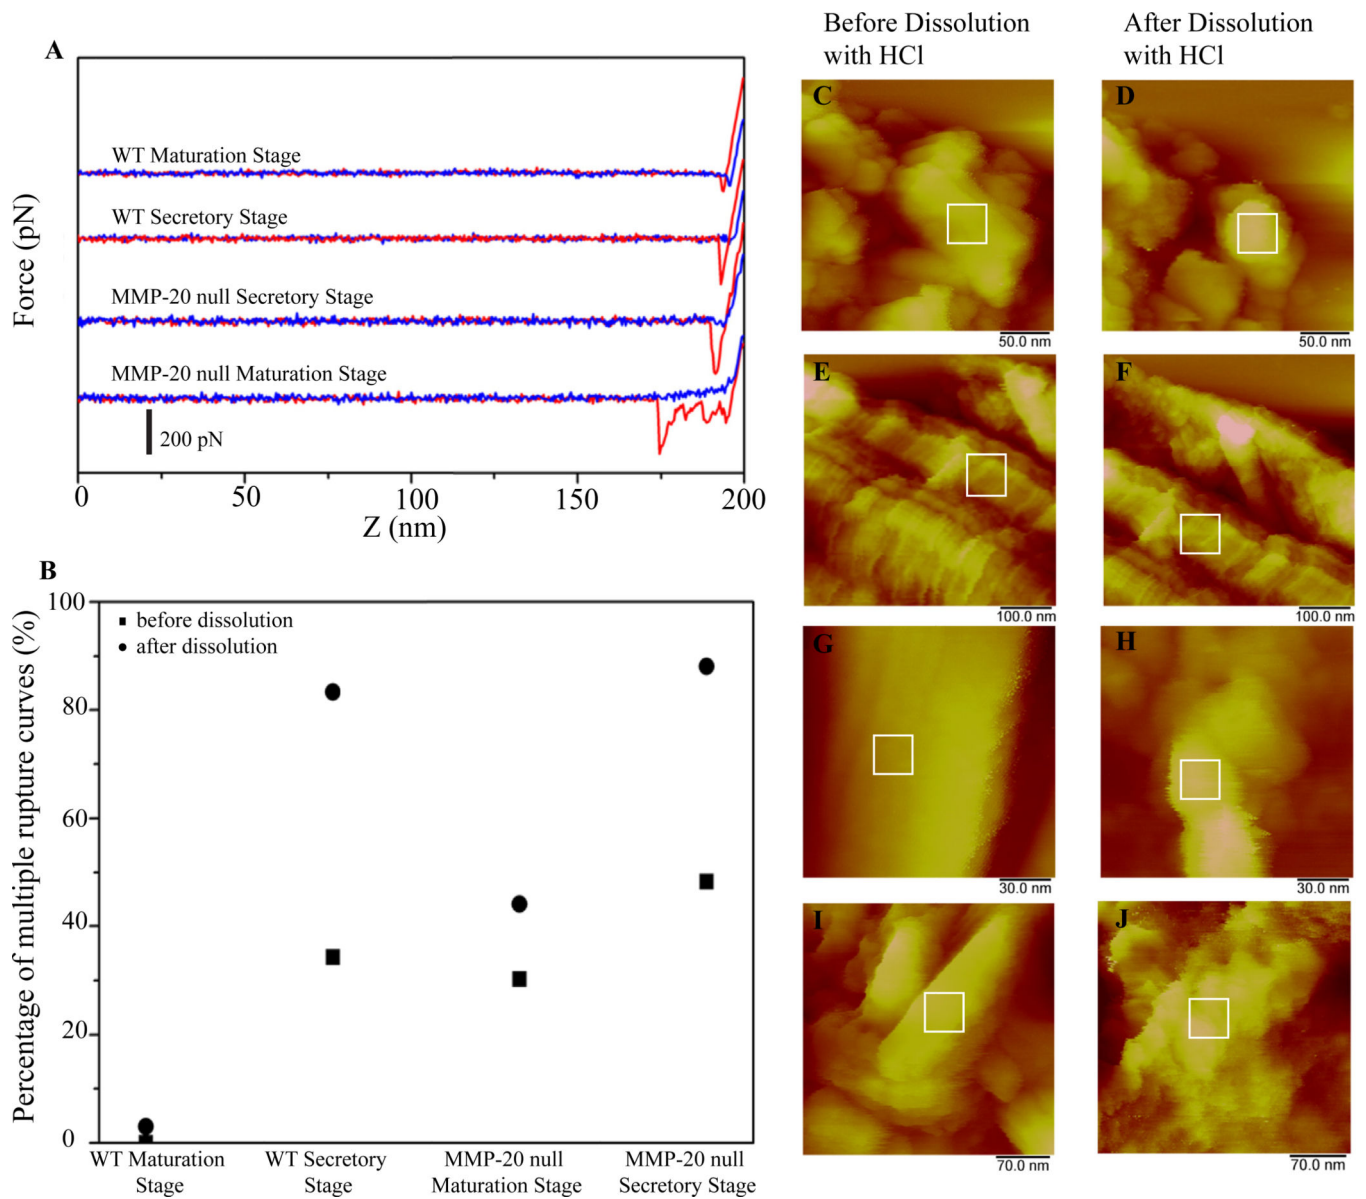 Before Dissolution
with HCl
After Dissolution
with HCl
A
Force (pN)
WT Maturation Stage
WT Secretory Stage
MMP-20 null Secretory Stage
MMP-20 null Maturation Stage
200 pN
0 50 100 150 200
Z (nm)
B
Percentage of multiple rupture curves (%)
100
80
60
40
20
0
before dissolution
after dissolution
WT Maturation
Stage
WT Secretory
Stage
MMP-20 null
Maturation Stage
MMP-20 null
Secretory Stage
C
50.0 nm
D
50.0 nm
E
100.0 nm
F
100.0 nm
G
30.0 nm
H
30.0 nm
I
70.0 nm
J
70.0 nm